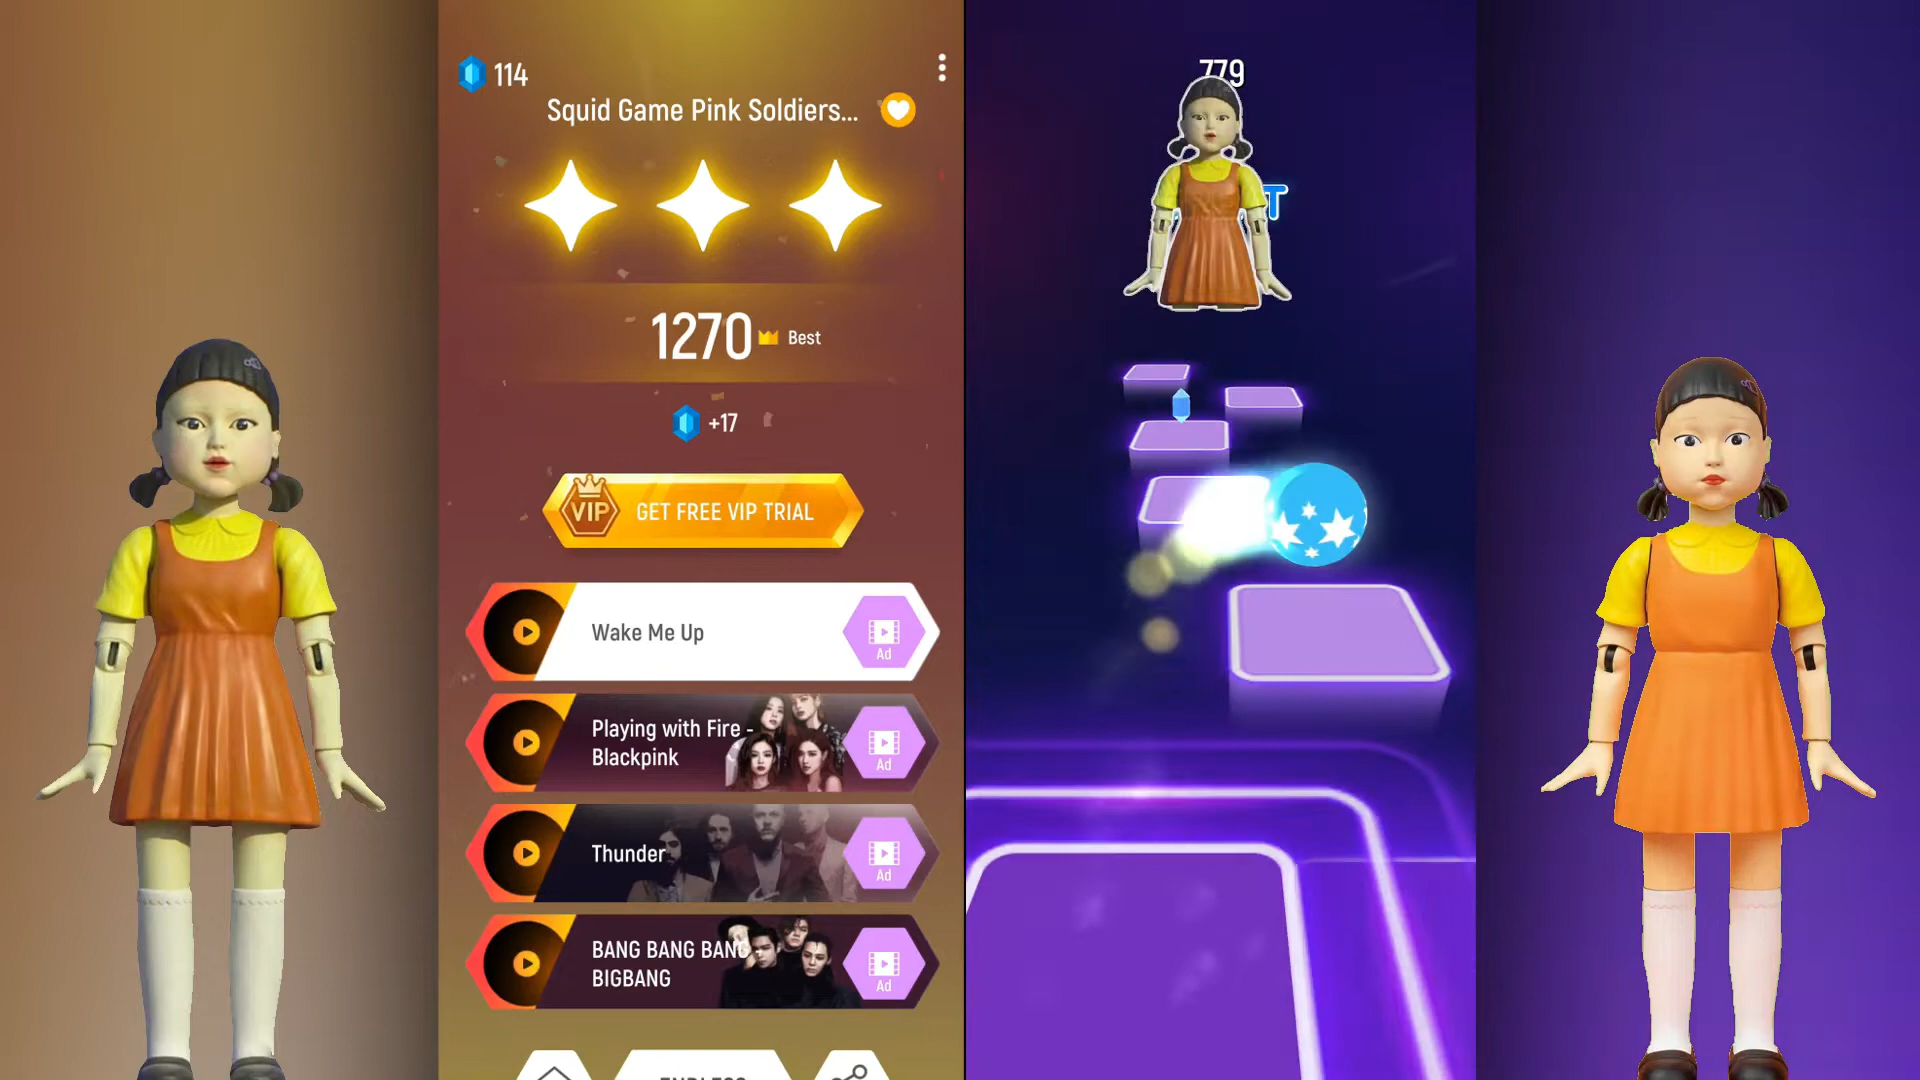 114
Squid Game Pink Soldiers...
1270
Best
+17
VIP
GET FREE VIP TRIAL
Wake Me Up
Ad
Playing with Fire -
Blackpink
Ad
Thunder
Ad
BANG BANG BANG
BIGBANG
Ad
ENDLESS
779
T